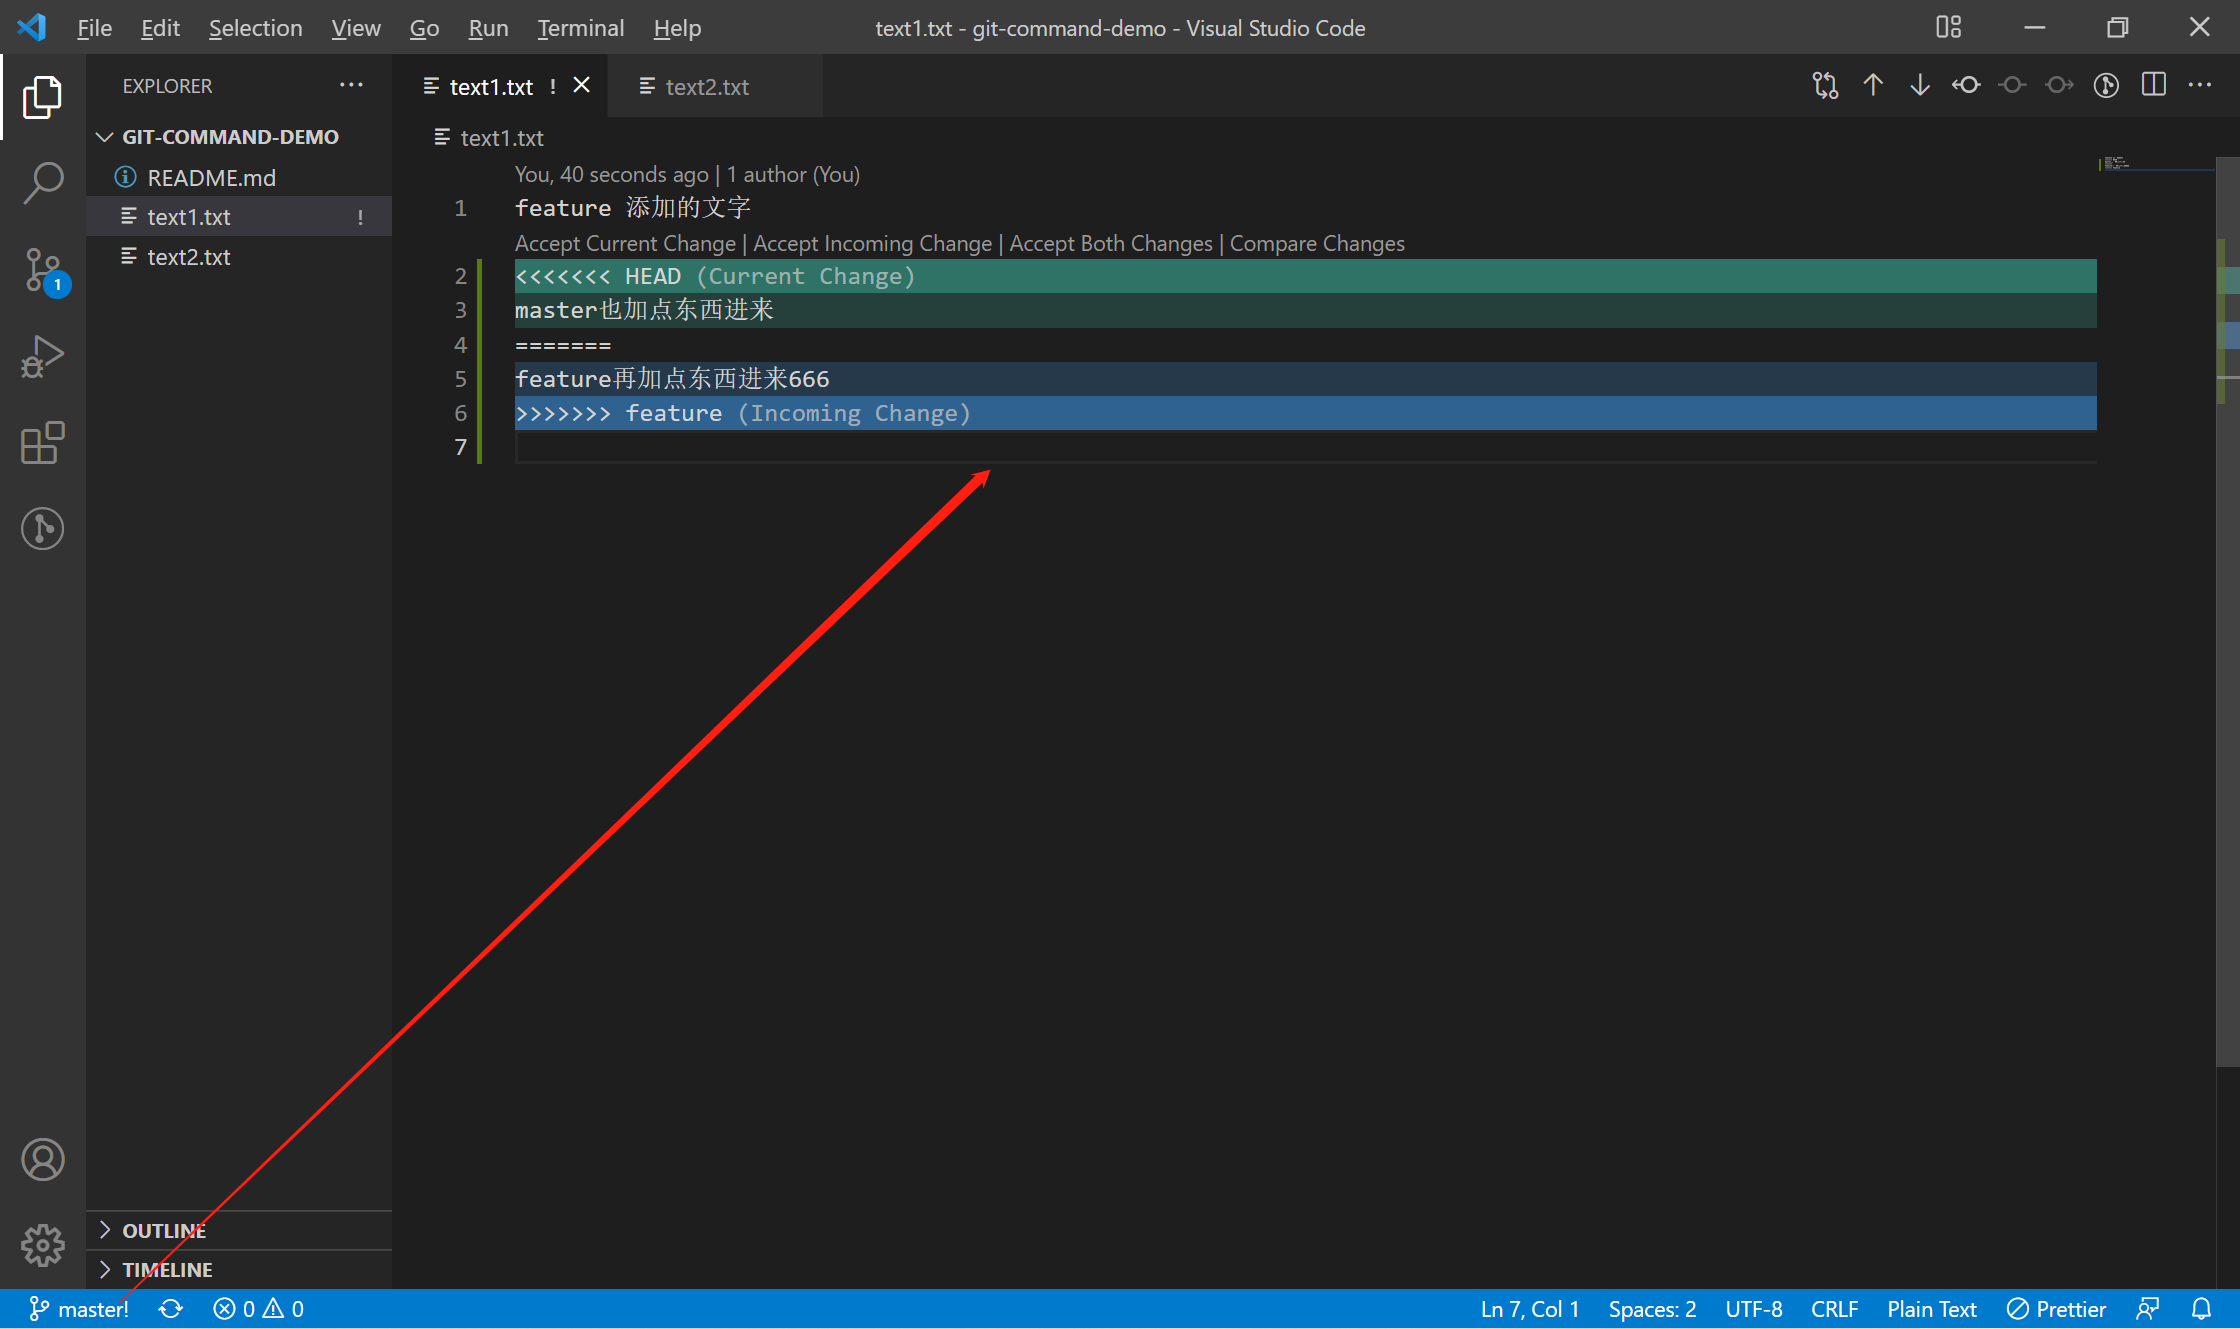 File Edit Selection View Go Run Terminal Help text1.txt - git-command-demo - Visual Studio Code
EXPLORER
GIT-COMMAND-DEMO
README.md
text1.txt !
text2.txt
OUTLINE
TIMELINE
text1.txt ! text2.txt
text1.txt
You, 40 seconds ago | 1 author (You)
1 feature 添加的文字
Accept Current Change | Accept Incoming Change | Accept Both Changes | Compare Changes
2 <<<<<<< HEAD (Current Change)
3 master也加点东西进来
4 =======
5 feature再加点东西进来666
6 >>>>>>> feature (Incoming Change)
7
1
master! 0 0 Ln 7, Col 1 Spaces: 2 UTF-8 CRLF Plain Text Prettier